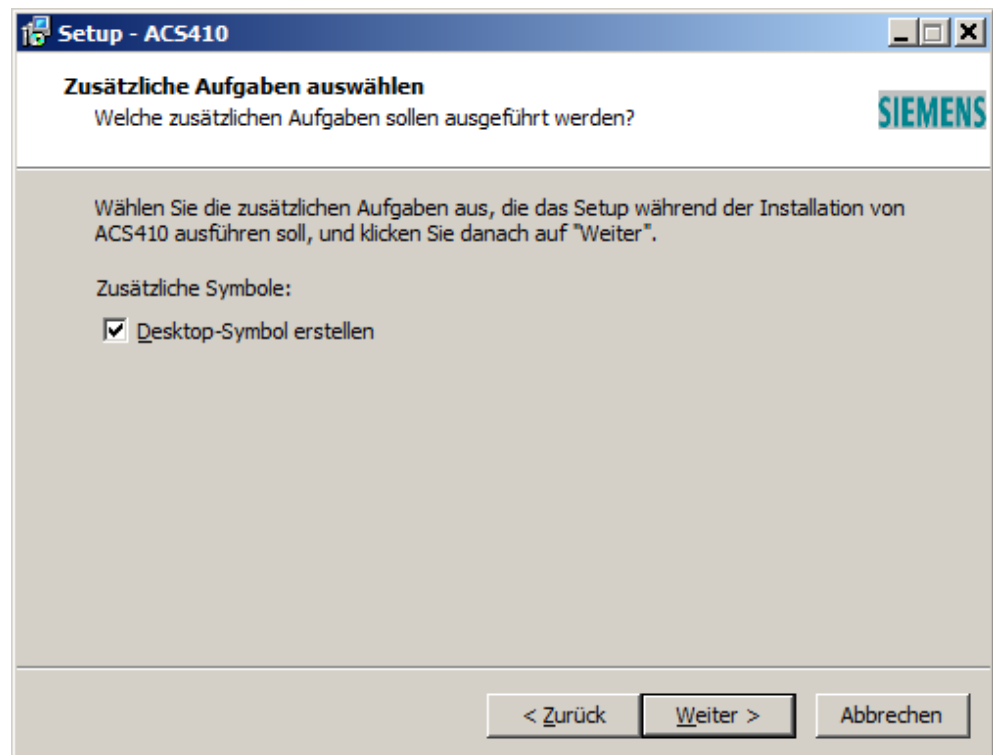 Setup - ACS410
Zusätzliche Aufgaben auswählen
Welche zusätzlichen Aufgaben sollen ausgeführt werden?
SIEMENS
Wählen Sie die zusätzlichen Aufgaben aus, die das Setup während der Installation von
ACS410 ausführen soll, und klicken Sie danach auf "Weiter".
Zusätzliche Symbole:
Desktop-Symbol erstellen
< Zurück
Weiter >
Abbrechen